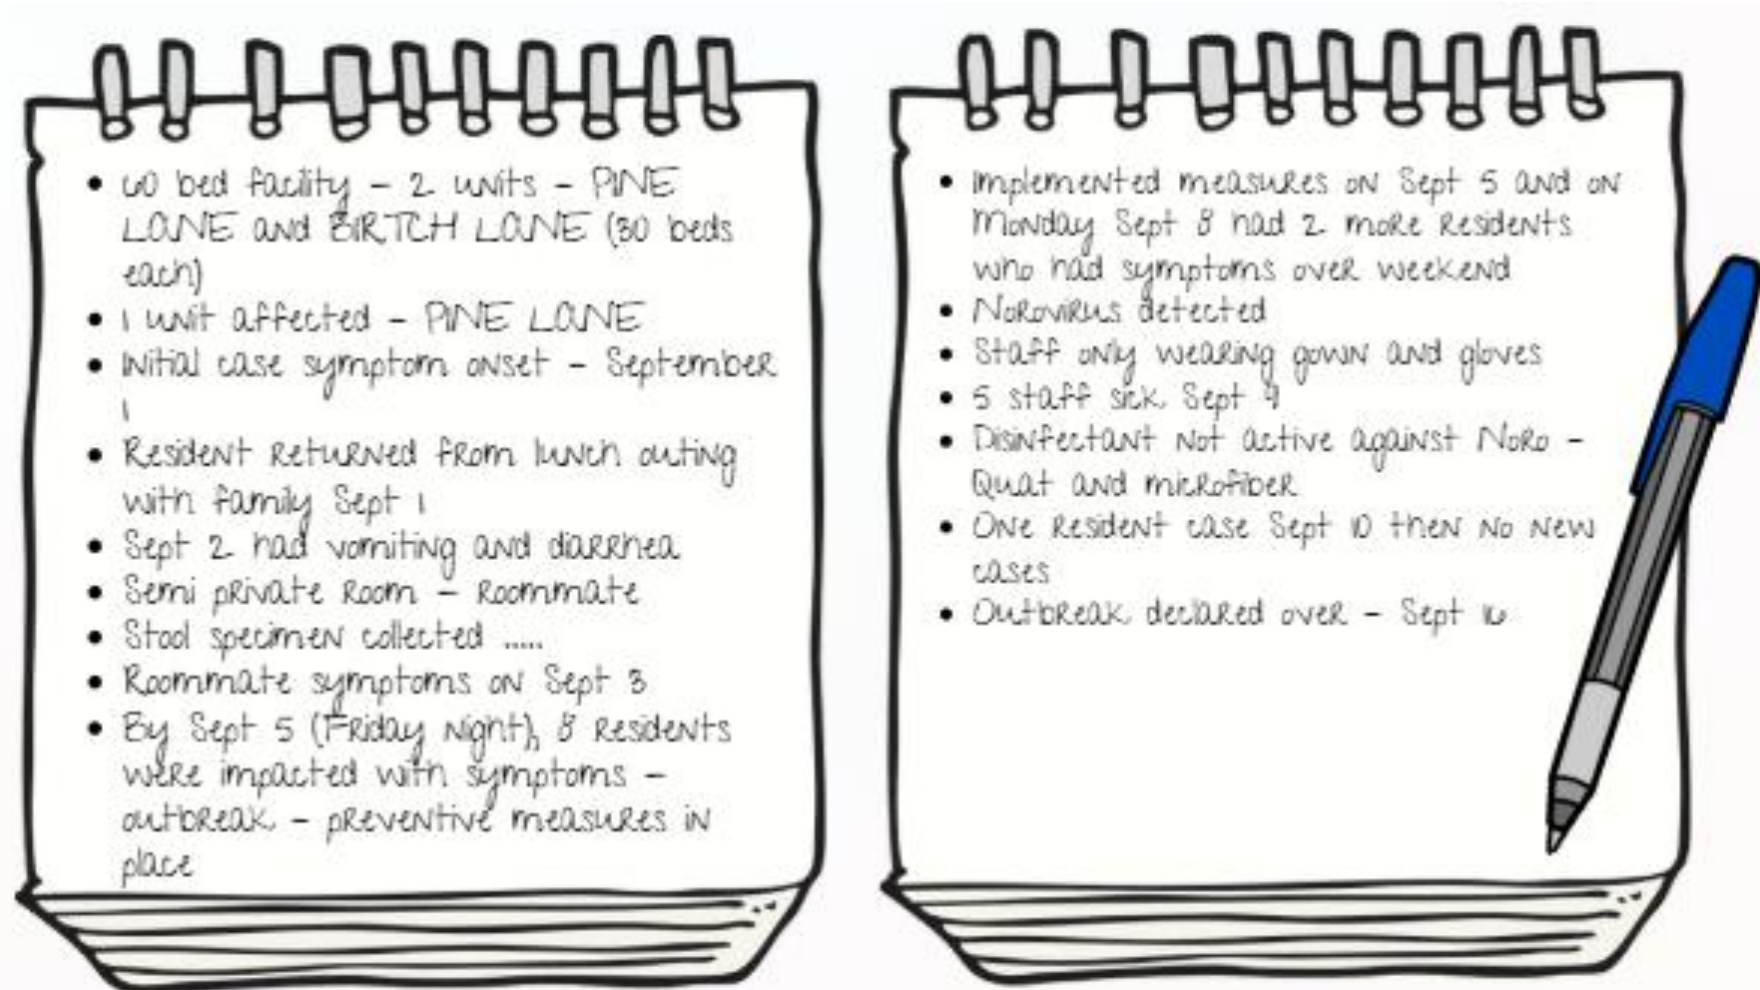 • 60 bed facility – 2 units – PINE
LANE and BIRTCH LANE (30 beds
each)
• 1 unit affected – PINE LANE
• Initial case symptom onset – September
1
• Resident returned from lunch outing
with family Sept 1
• Sept 2 had vomiting and diarrhea
• Semi private room – roommate
• Stool specimen collected .....
• Roommate symptoms on Sept 3
• By Sept 5 (Friday night), 8 residents
were impacted with symptoms –
outbreak – preventive measures in
place
• Implemented measures on Sept 5 and on
Monday Sept 8 had 2 more residents
who had symptoms over weekend
• Norovirus detected
• Staff only wearing gown and gloves
• 5 staff sick Sept 9
• Disinfectant not active against Noro –
Quat and microfiber
• One resident case Sept 10 then no new
cases
• Outbreak declared over – Sept 16